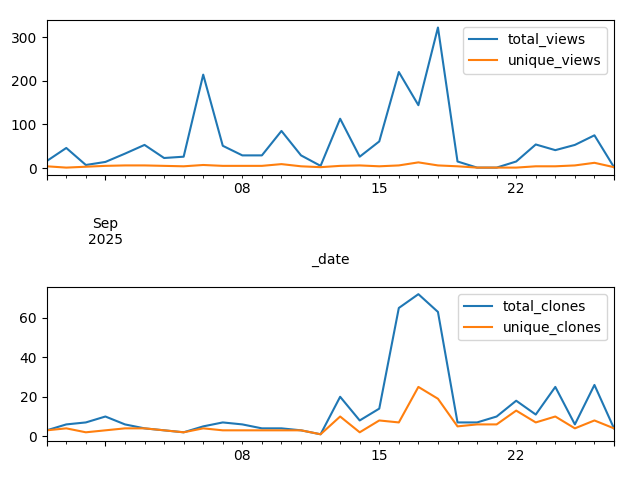 300
200
100
0
total_views
unique_views
08
15
22
Sep
2025
_date
60
40
20
0
total_clones
unique_clones
08
15
22